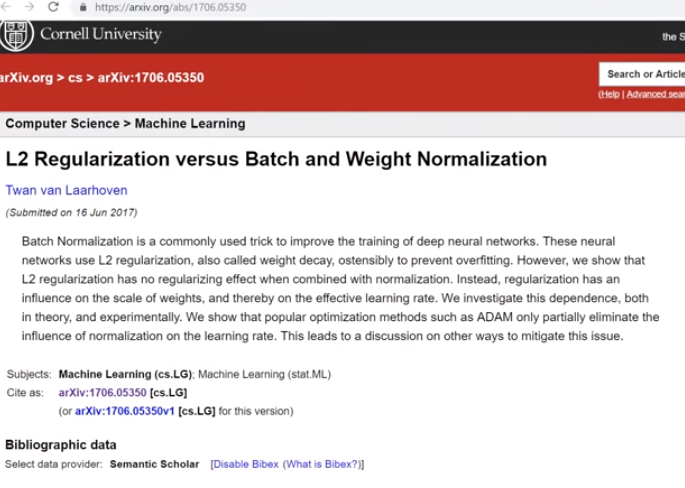 https://arxiv.org/abs/1706.05350
Cornell University
the S
arXiv.org > cs > arXiv:1706.05350
Search or Article
(Help | Advanced sear
Computer Science > Machine Learning
L2 Regularization versus Batch and Weight Normalization
Twan van Laarhoven
(Submitted on 16 Jun 2017)
Batch Normalization is a commonly used trick to improve the training of deep neural networks. These neural
networks use L2 regularization, also called weight decay, ostensibly to prevent overfitting. However, we show that
L2 regularization has no regularizing effect when combined with normalization. Instead, regularization has an
influence on the scale of weights, and thereby on the effective learning rate. We investigate this dependence, both
in theory, and experimentally. We show that popular optimization methods such as ADAM only partially eliminate the
influence of normalization on the learning rate. This leads to a discussion on other ways to mitigate this issue.
Subjects: Machine Learning (cs.LG); Machine Learning (stat.ML)
Cite as: arXiv:1706.05350 [cs.LG]
(or arXiv:1706.05350v1 [cs.LG] for this version)
Bibliographic data
Select data provider: Semantic Scholar [Disable Bibex (What is Bibex?)]